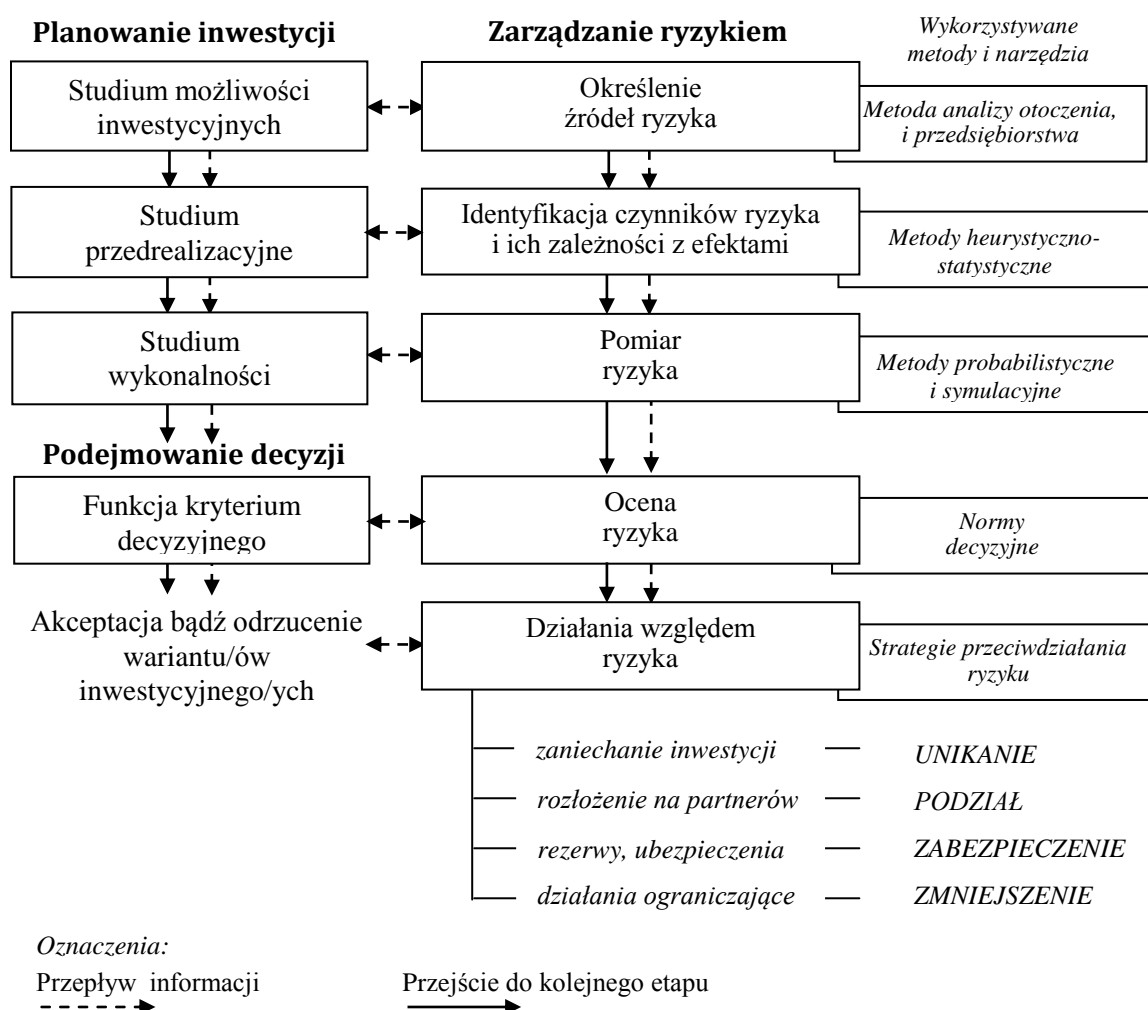 Planowanie inwestycji
Zarządzanie ryzykiem
Wykorzystywane
metody i narzędzia
Studium możliwości
inwestycyjnych
Określenie
źródeł ryzyka
Metoda analizy otoczenia,
i przedsiębiorstwa
Studium
przedrealizacyjne
Identyfikacja czynników ryzyka
i ich zależności z efektami
Metody heurystyczno-
statystyczne
Studium
wykonalności
Pomiar
ryzyka
Metody probabilistyczne
i symulacyjne
Podejmowanie decyzji
Funkcja kryterium
decyzyjnego
Ocena
ryzyka
Normy
decyzyjne
Akceptacja bądź odrzucenie
wariantu/ów
inwestycyjnego/ych
Działania względem
ryzyka
Strategie przeciwdziałania
ryzyku
zaniechanie inwestycji
UNIKANIE
rozłożenie na partnerów
PODZIAŁ
rezerwy, ubezpieczenia
ZABEZPIECZENIE
działania ograniczające
ZMNIEJSZENIE
Oznaczenia:
Przepływ informacji
Przejście do kolejnego etapu